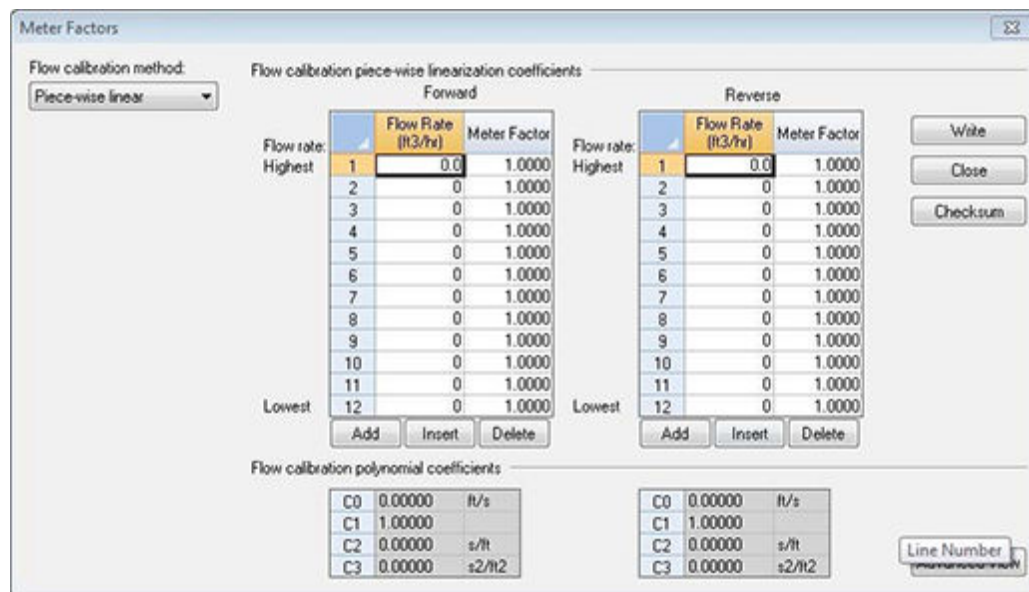 Meter Factors
Flow calibration method:
Piece-wise linear
Flow calibration piece-wise linearization coefficients
Forward
Reverse
Flow rate: Flow Rate (ft3/hr) Meter Factor Flow rate: Flow Rate (ft3/hr) Meter Factor
Highest 1 0.0 1.0000 Highest 1 0.0 1.0000
2 0 1.0000 2 0 1.0000
3 0 1.0000 3 0 1.0000
4 0 1.0000 4 0 1.0000
5 0 1.0000 5 0 1.0000
6 0 1.0000 6 0 1.0000
7 0 1.0000 7 0 1.0000
8 0 1.0000 8 0 1.0000
9 0 1.0000 9 0 1.0000
10 0 1.0000 10 0 1.0000
11 0 1.0000 11 0 1.0000
Lowest 12 0 1.0000 Lowest 12 0 1.0000
Add Insert Delete Add Insert Delete
Write
Close
Checksum
Flow calibration polynomial coefficients
C0 0.00000 ft/s C0 0.00000 ft/s
C1 1.00000 C1 1.00000
C2 0.00000 s/ft C2 0.00000 s/ft
C3 0.00000 s2/ft2 C3 0.00000 s2/ft2
Line Number